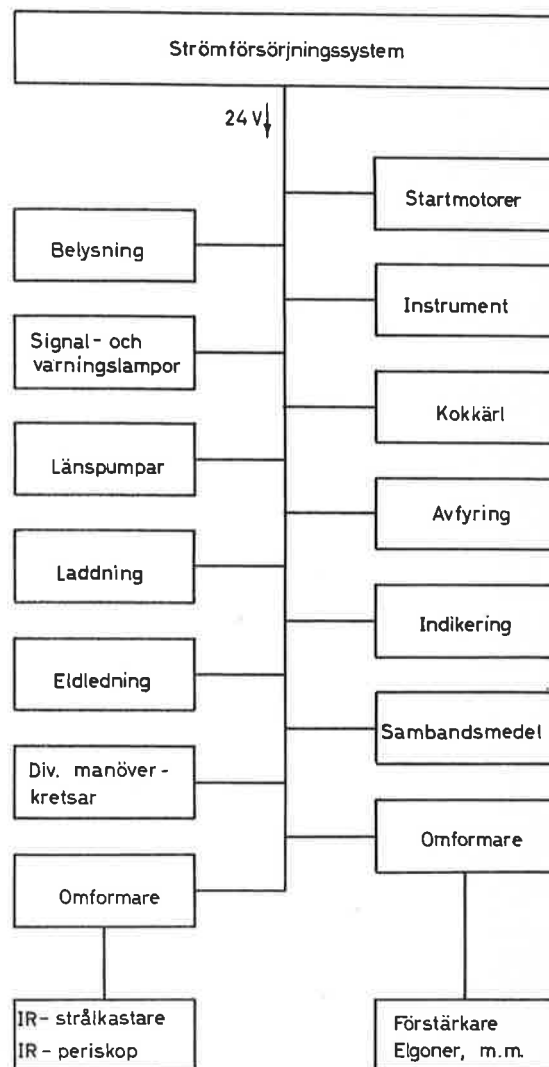 Strömförsörjningssystem
24 V
Startmotorer
Belysning
Instrument
Signal- och
varningslampor
Kokkärl
Länspumpar
Avfyring
Laddning
Indikering
Eldledning
Sambandsmedel
Div. manöver-
kretsar
Omformare
Omformare
IR- strålkastare
IR- periskop
Förstärkare
Elgoner, m.m.